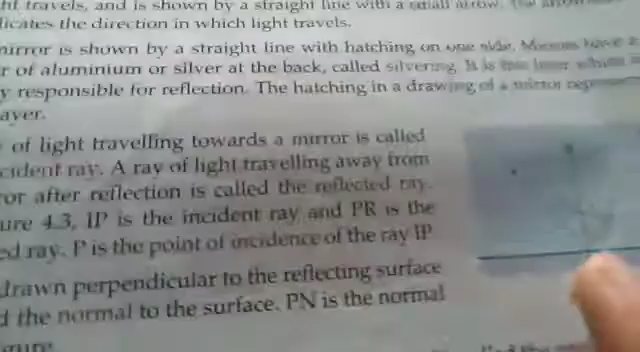 travels, and is shown by a straight line with a small arrow. The
licates the direction in which light travels.
mirror is shown by a straight line with hatching on one side. Mirrors have a
r of aluminium or silver at the back, called silvering. It is this layer which
y responsible for reflection. The hatching in a drawing of a mirror
ayer.
of light travelling towards a mirror is called
cident ray. A ray of light travelling away from
or after reflection is called the reflected ray.
ure 4.3, IP is the incident ray and PR is the
ed ray. P is the point of incidence of the ray IP
drawn perpendicular to the reflecting surface
d the normal to the surface. PN is the normal
gure